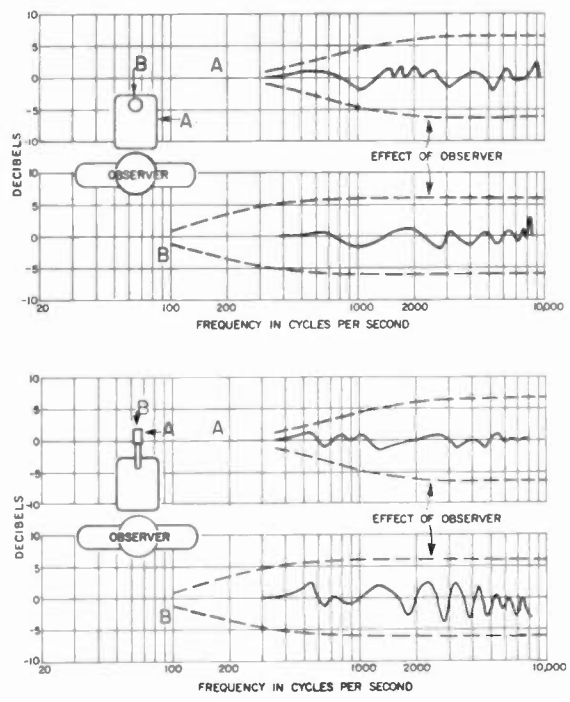 10
5
0
-5
-10
B
A
A
OBSERVER
EFFECT OF OBSERVER
DECIBELS
10
5
0
-5
-10
B
20 100 200 1000 2000 10,000
FREQUENCY IN CYCLES PER SECOND
10
5
0
-5
-10
B
A
A
OBSERVER
EFFECT OF OBSERVER
DECIBELS
10
5
0
-5
-10
B
20 100 200 1000 2000 10,000
FREQUENCY IN CYCLES PER SECOND